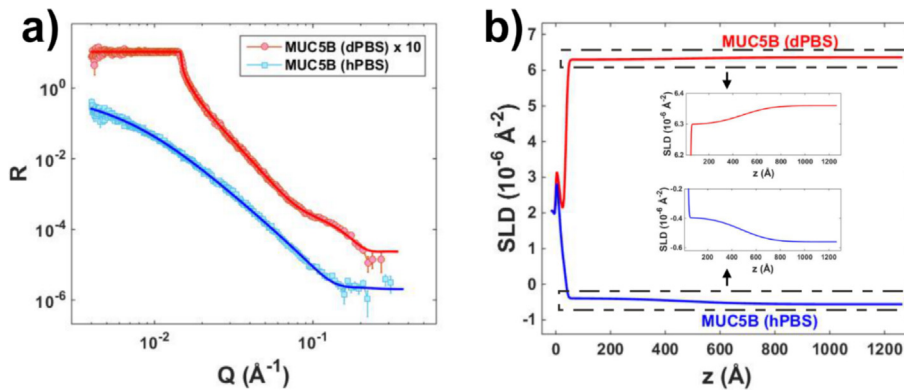 a)
MUC5B (dPBS) x 10
MUC5B (hPBS)
R
10^0
10^-2
10^-4
10^-6
10^-2
10^-1
Q (Å^-1)
b)
SLD (10^-6 Å^-2)
7
6
5
4
3
2
1
0
-1
MUC5B (dPBS)
SLD (10^-6 Å^-2)
6.4
6.3
6.2
200 400 600 800 1000 1200
z (Å)
SLD (10^-6 Å^-2)
-0.2
-0.4
-0.6
200 400 600 800 1000 1200
z (Å)
MUC5B (hPBS)
0 200 400 600 800 1000 1200
z (Å)